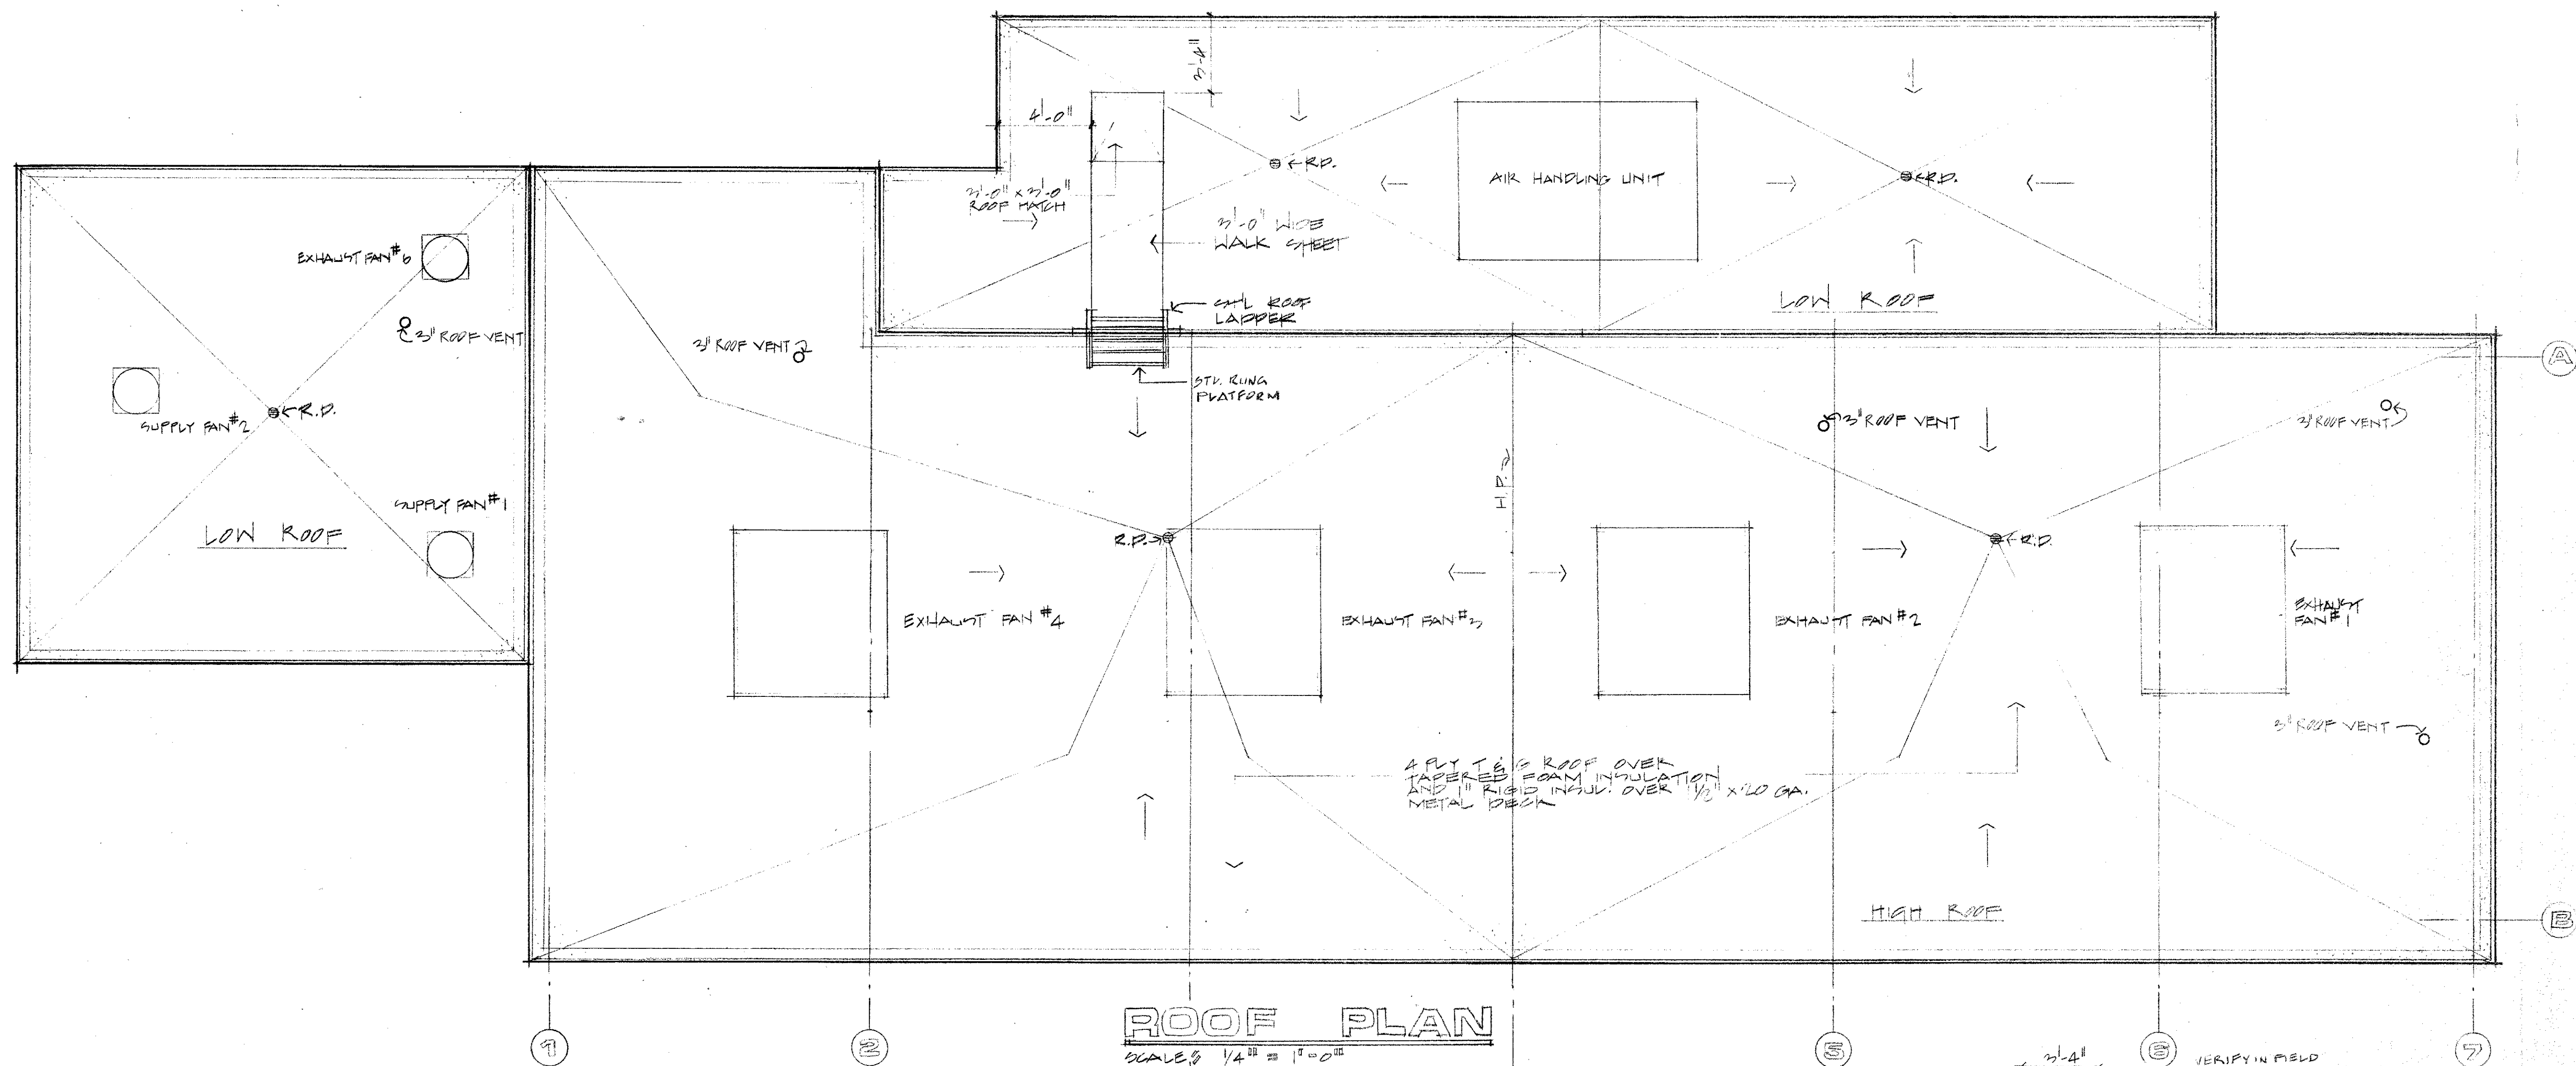 3'-4"
4'-0"
R.D.
AIR HANDLING UNIT
R.D.
3'-0" x 3'-0"
ROOF HATCH
3'-0" WIDE
WALK SHEET
EXHAUST FAN #6
STL ROOF
LADDER
LOW ROOF
3" ROOF VENT
3" ROOF VENT
A
STL. RUNG
PLATFORM
R.D.
SUPPLY FAN #2
3" ROOF VENT
3" ROOF VENT
H.P.
SUPPLY FAN #1
LOW ROOF
R.D.
R.D.
EXHAUST FAN #4
EXHAUST FAN #3
EXHAUST FAN #2
EXHAUST
FAN #1
3" ROOF VENT
4 PLY T & G ROOF OVER
TAPERED FOAM INSULATION
AND 1" RIGID INSUL. OVER 1 1/2" x 20 GA.
METAL DECK
HIGH ROOF
B
ROOF PLAN
SCALE: 1/4" = 1'-0"
1
2
5
3'-4"
6
VERIFY IN FIELD
7